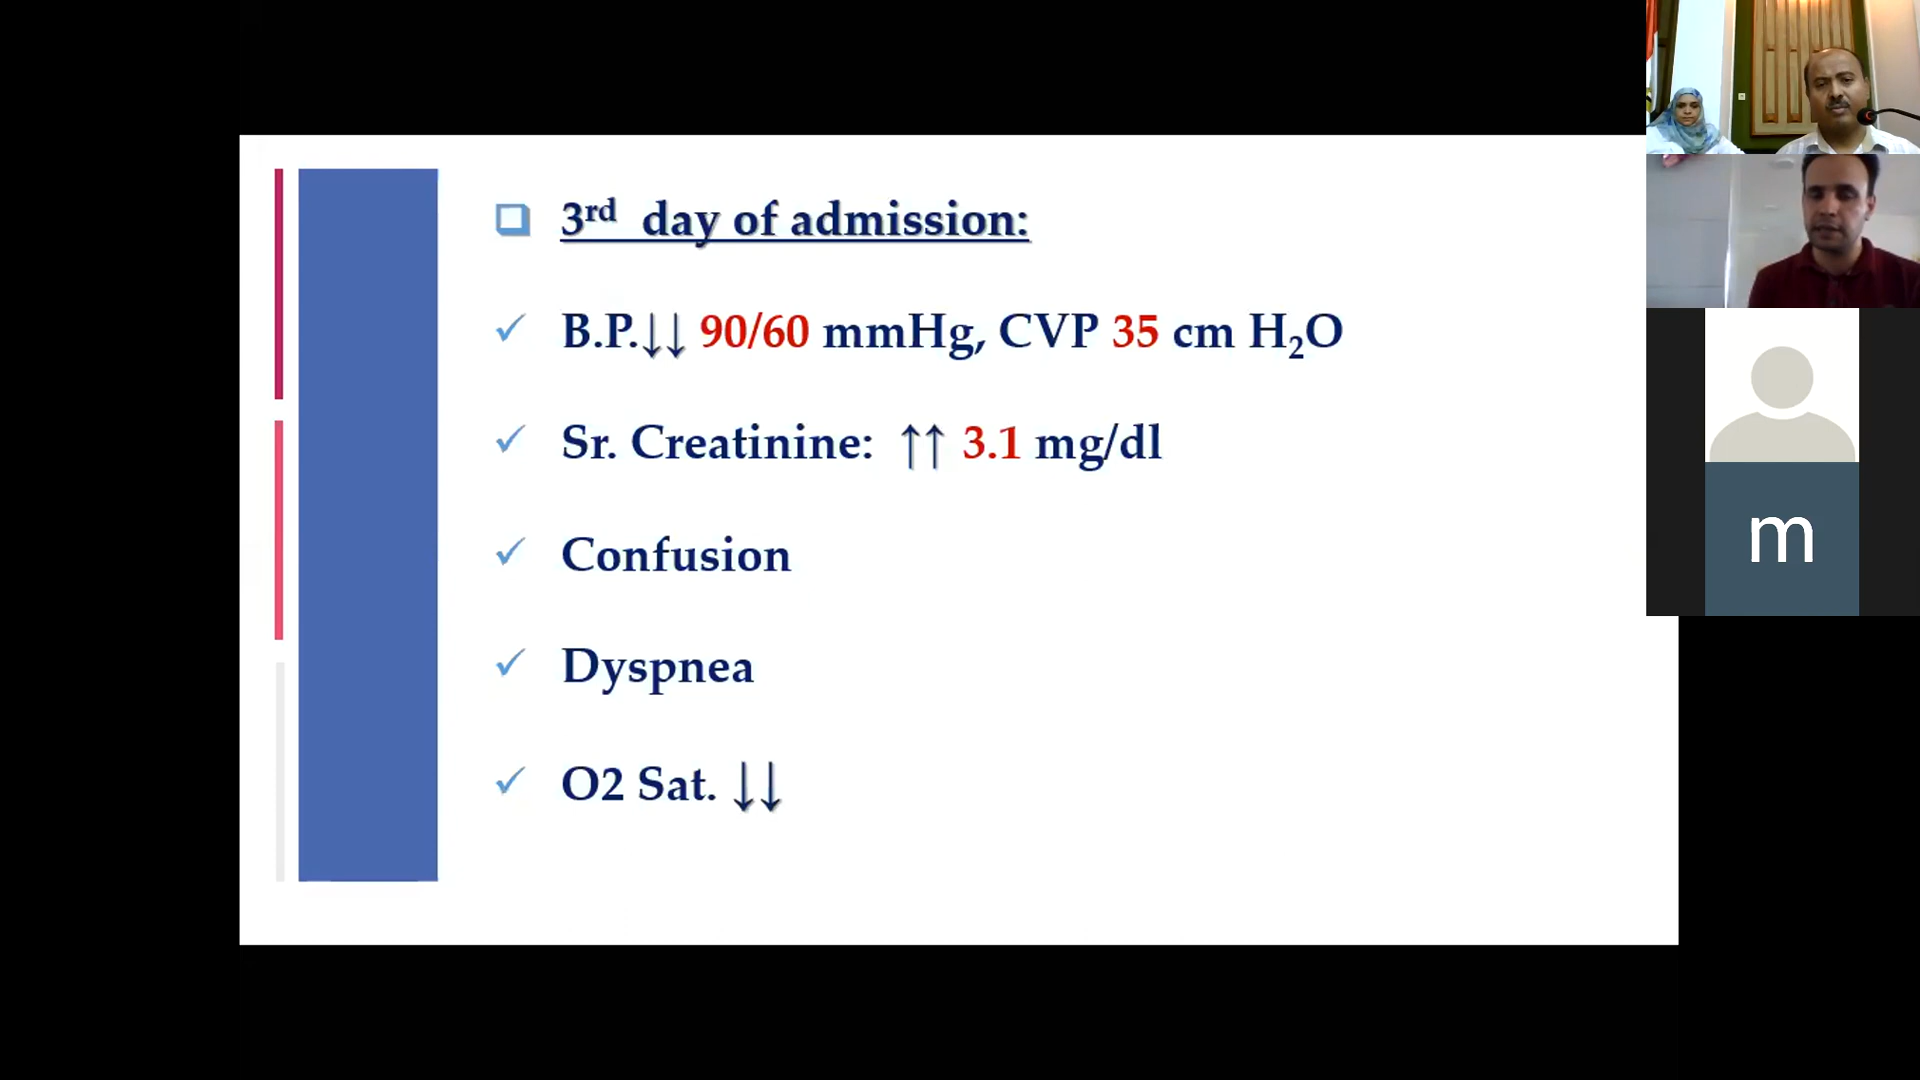 3rd day of admission:
B.P.↓↓ 90/60 mmHg, CVP 35 cm H₂O
Sr. Creatinine: ↑↑ 3.1 mg/dl
Confusion
Dyspnea
O2 Sat. ↓↓
m